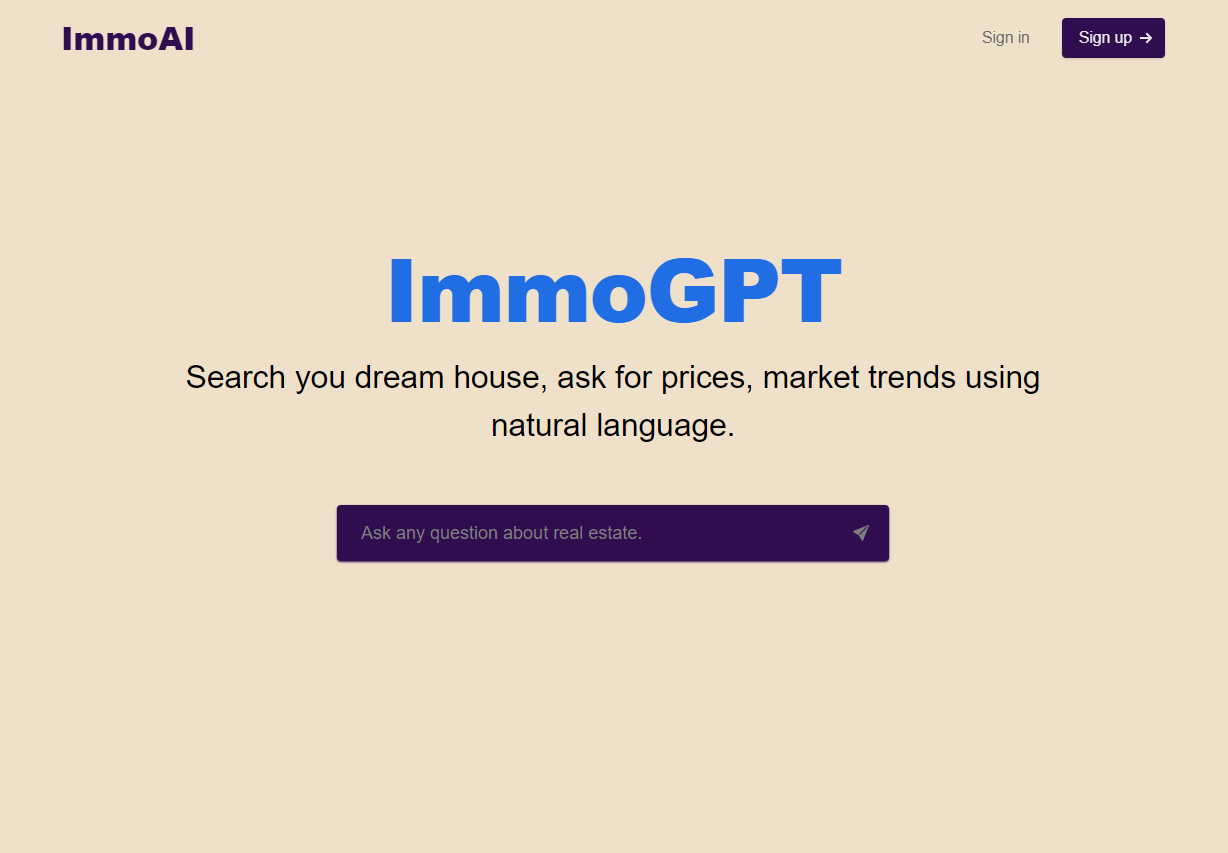 ImmoAI
Sign in
Sign up
ImmoGPT
Search you dream house, ask for prices, market trends using
natural language.
Ask any question about real estate.